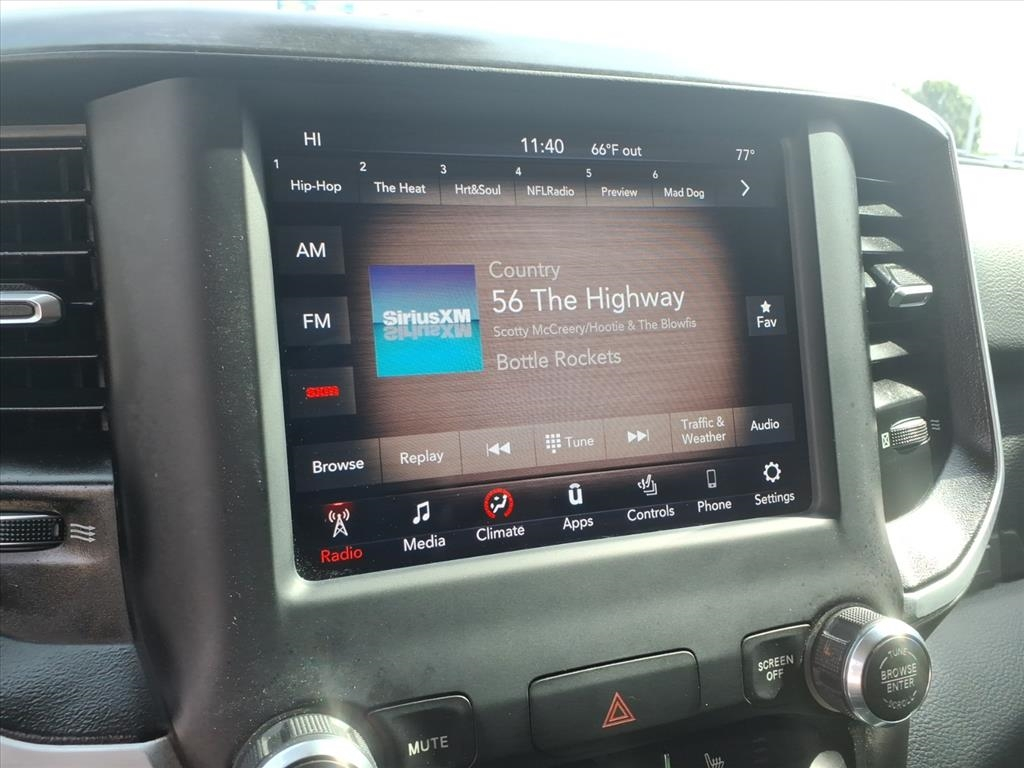 HI 11:40 66°F out 77°
1 Hip-Hop 2 The Heat 3 Hrt&Soul 4 NFLRadio 5 Preview 6 Mad Dog
AM
FM
sxm
SiriusXM
Country
56 The Highway
Scotty McCreery/Hootie & The Blowfis
Bottle Rockets
Fav
Browse Replay Tune Traffic &
Weather Audio
Radio Media Climate Apps Controls Phone Settings
MUTE
SCREEN
OFF
TUNE
BROWSE
ENTER
SCROLL